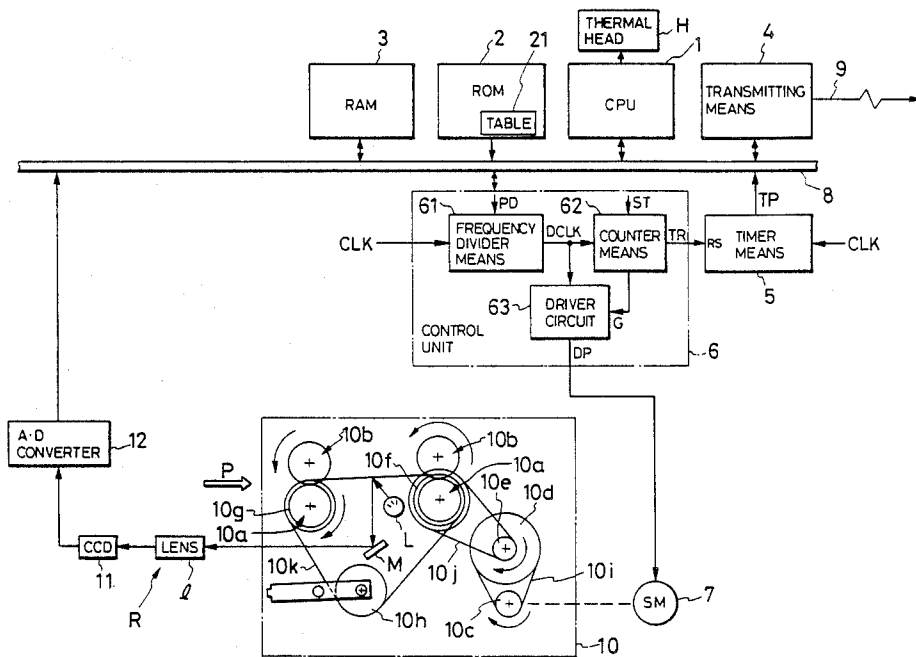 THERMAL
HEAD
H
3
2
21
1
4
RAM
ROM
TABLE
CPU
TRANSMITTING
MEANS
9
8
61
PD
62
ST
TP
CLK
FREQUENCY
DIVIDER
MEANS
DCLK
COUNTER
MEANS
TR
RS
TIMER
MEANS
CLK
5
63
DRIVER
CIRCUIT
G
CONTROL
UNIT
DP
6
A·D
CONVERTER
12
P
10b
10b
10f
10a
10e
10d
10g
10a
L
CCD
11
LENS
ℓ
R
M
10k
10j
10i
10h
10c
SM
7
10